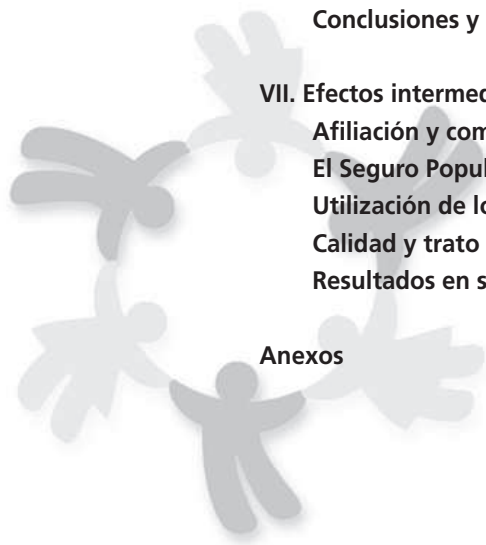 Conclusiones y
VII. Efectos intermed
Afiliación y com
El Seguro Popul
Utilización de lo
Calidad y trato
Resultados en s
Anexos